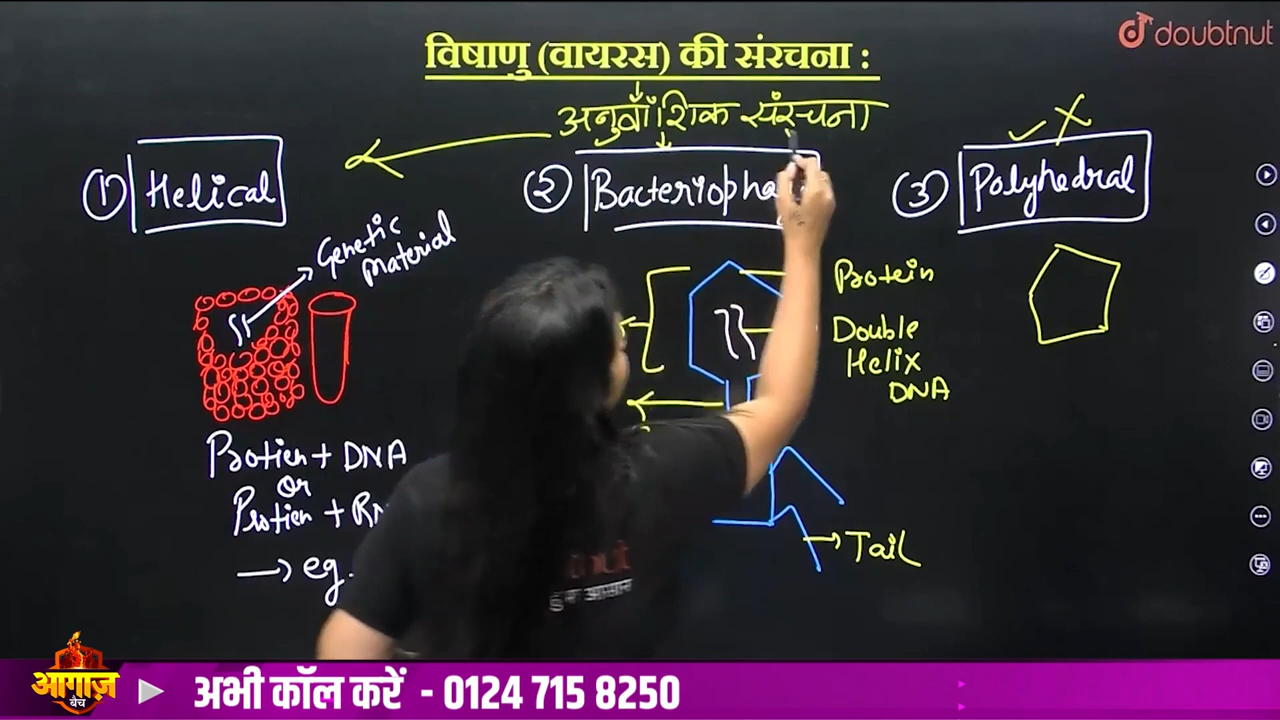 doubtnut
विषाणु (वायरस) की संरचना :
अनुवाँशिक संरचना
① Helical
② Bacteriopha
③ Polyhedral
Genetic
material
Protien + DNA
or
Protien +
→ eg.
Protein
Double
Helix
DNA
Tail
आगाज़
बैच
अभी कॉल करें - 0124 715 8250